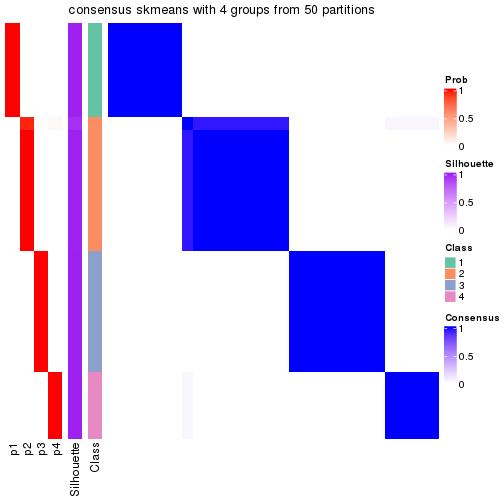 consensus skmeans with 4 groups from 50 partitions
Prob
1
0.5
0
Silhouette
1
0.5
0
Class
1
2
3
4
Consensus
1
0.5
0
p1
p2
p3
p4
Silhouette
Class